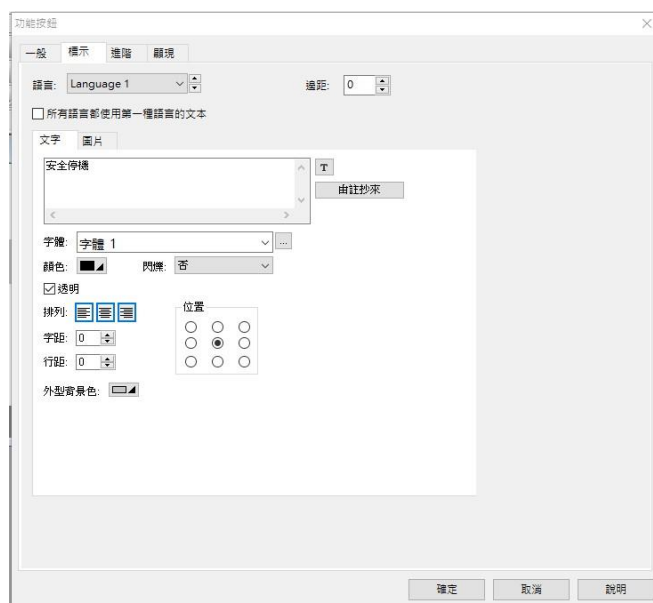 功能按鈕
一般 標示 進階 顯現
語言: Language 1 邊距: 0
所有語言都使用第一種語言的文本
文字 圖片
安全停機
T
由註抄來
字體: 字體 1 ...
顏色: 閃爍: 否
透明
排列: 位置
字距: 0
行距: 0
外型背景色:
確定 取消 說明